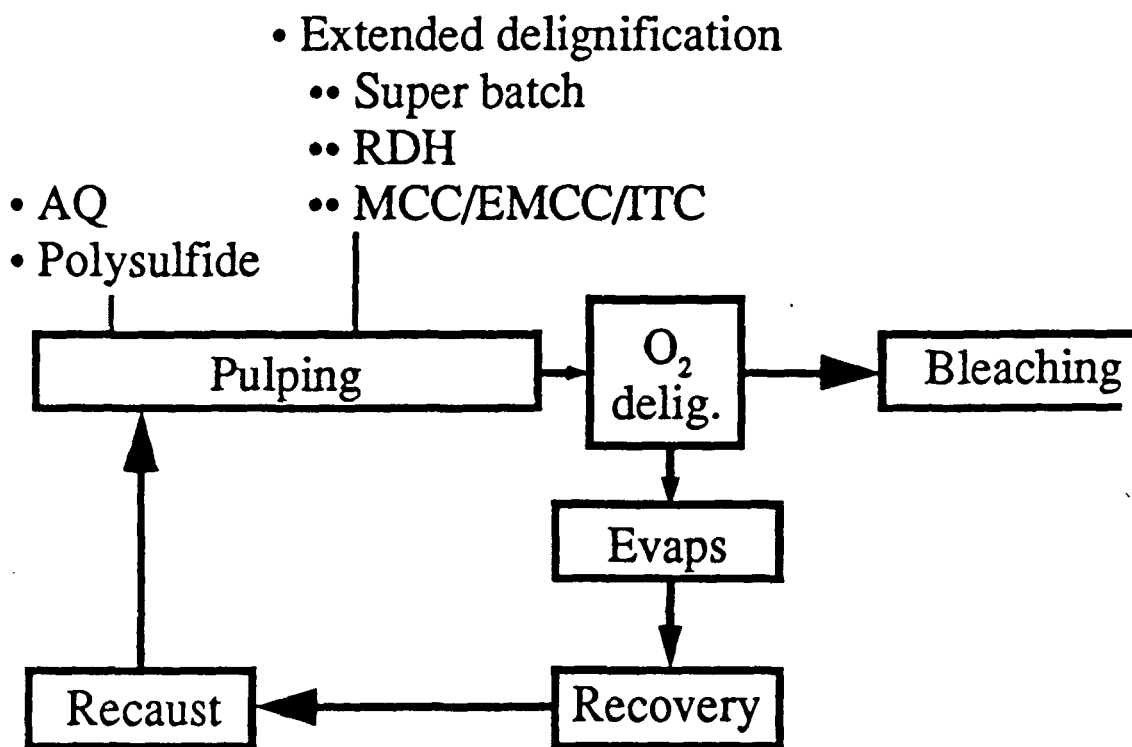 • Extended delignification
•• Super batch
•• RDH
•• MCC/EMCC/ITC
• AQ
• Polysulfide
Pulping
O₂
delig.
Bleaching
Evaps
Recaust
Recovery